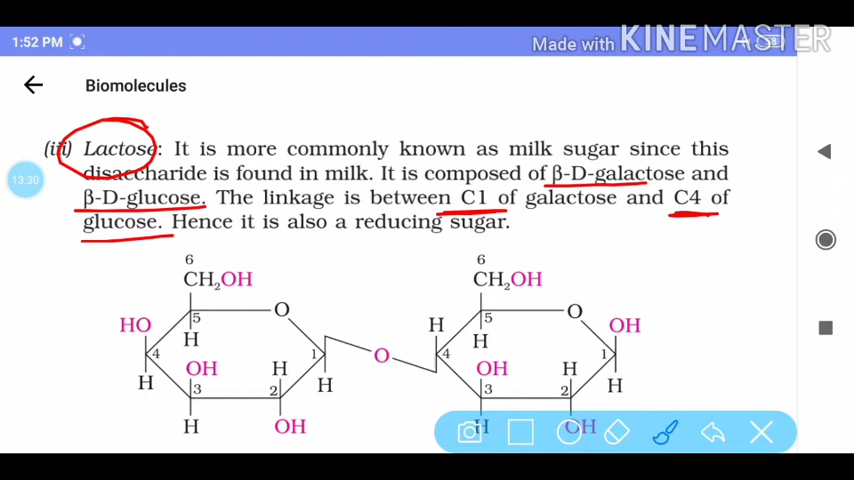 1:52 PM
Made with KINEMASTER
Biomolecules
(iii) Lactose: It is more commonly known as milk sugar since this
disaccharide is found in milk. It is composed of β-D-galactose and
β-D-glucose. The linkage is between C1 of galactose and C4 of
glucose. Hence it is also a reducing sugar.
13:30
6 6
CH₂OH CH₂OH
O O
HO 5 H 5 OH
H H
4 1 O 4 1
OH H OH H
H 3 2 H 3 2 H
H OH H OH